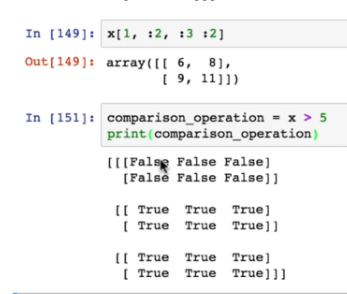 In [149]: x[1, :2, :3 :2]
Out[149]: array([[ 6,  8],
       [ 9, 11]])
In [151]: comparison_operation = x > 5
print(comparison_operation)
[[[False False False]
  [False False False]]

 [[ True  True  True]
  [ True  True  True]]

 [[ True  True  True]
  [ True  True  True]]]